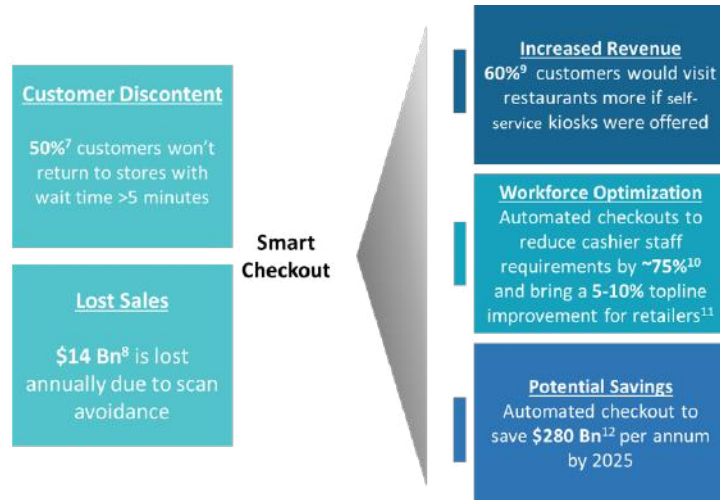 Customer Discontent
50%⁷ customers won't
return to stores with
wait time >5 minutes
Lost Sales
$14 Bn⁸ is lost
annually due to scan
avoidance
Smart
Checkout
Increased Revenue
60%⁹ customers would visit
restaurants more if self-
service kiosks were offered
Workforce Optimization
Automated checkouts to
reduce cashier staff
requirements by ~75%¹⁰
and bring a 5-10% topline
improvement for retailers¹¹
Potential Savings
Automated checkout to
save $280 Bn¹² per annum
by 2025